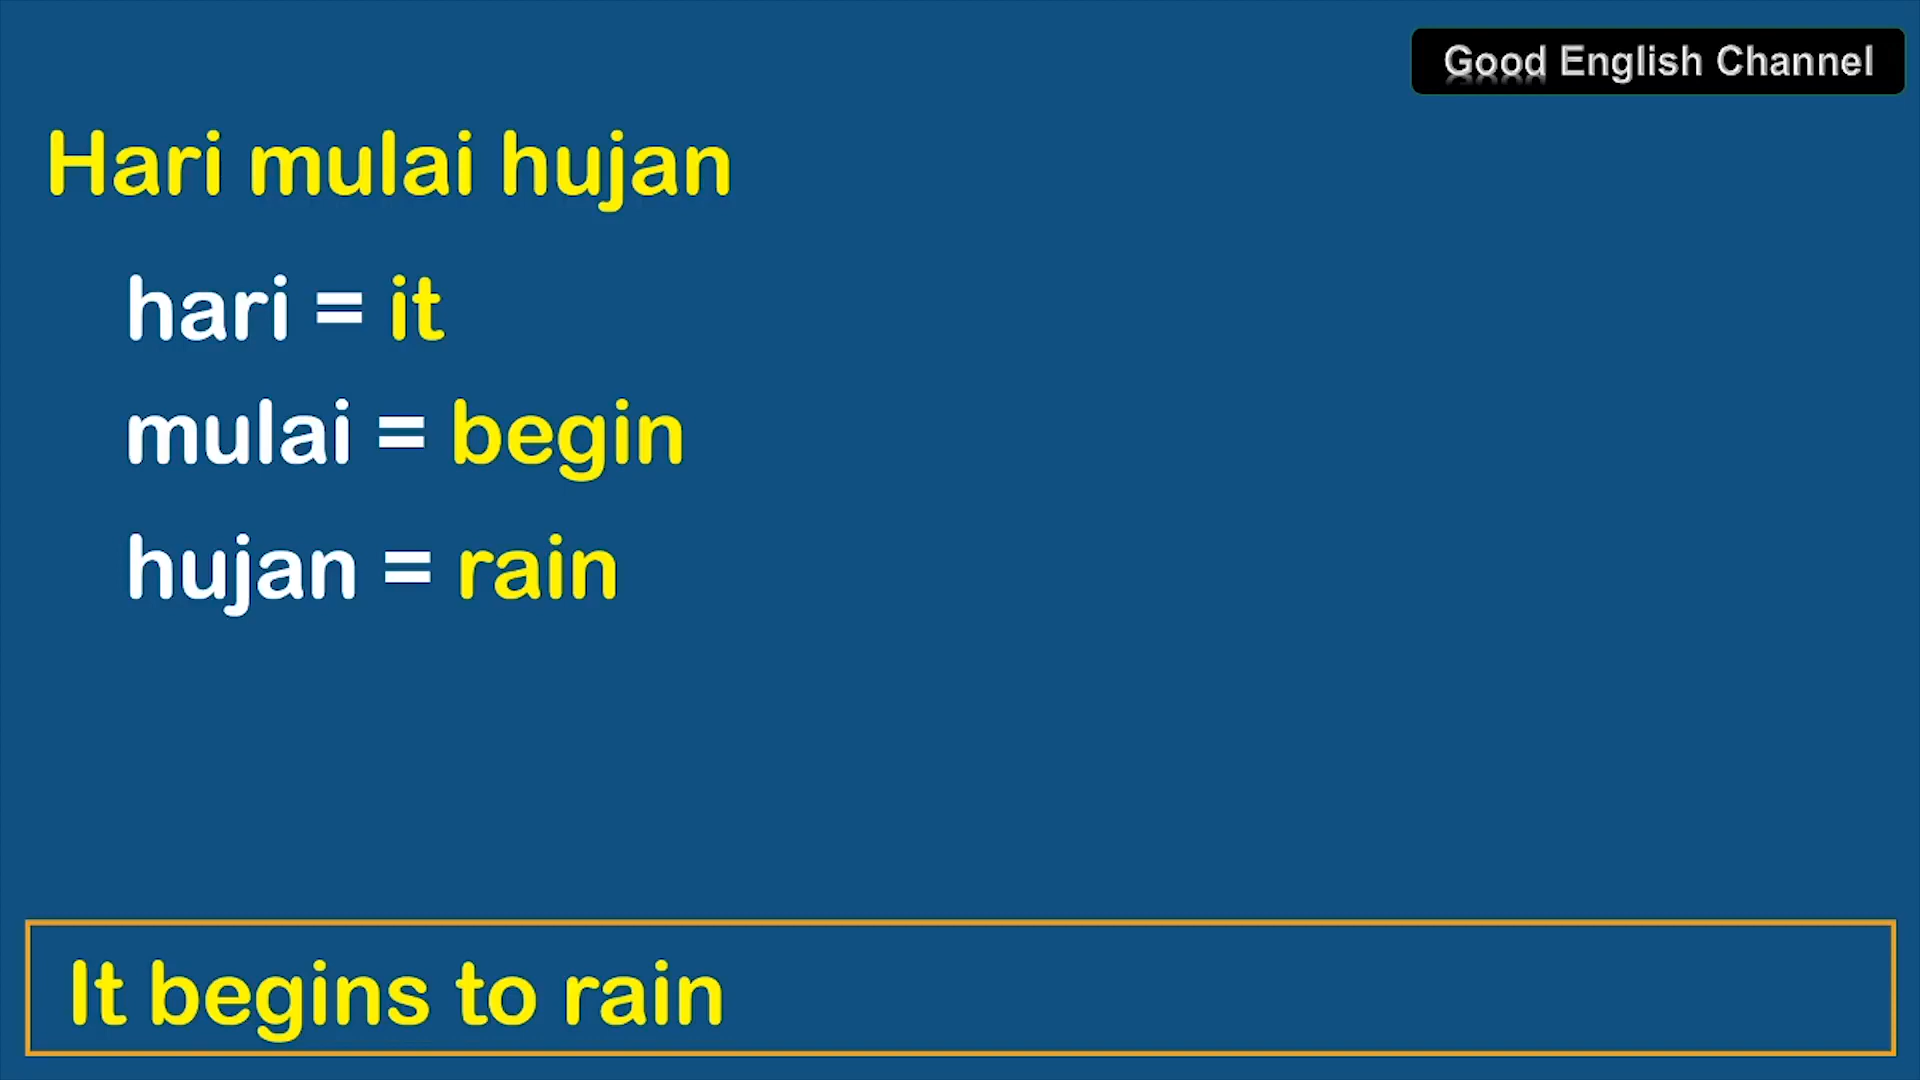 Good English Channel
Hari mulai hujan
hari = it
mulai = begin
hujan = rain
It begins to rain